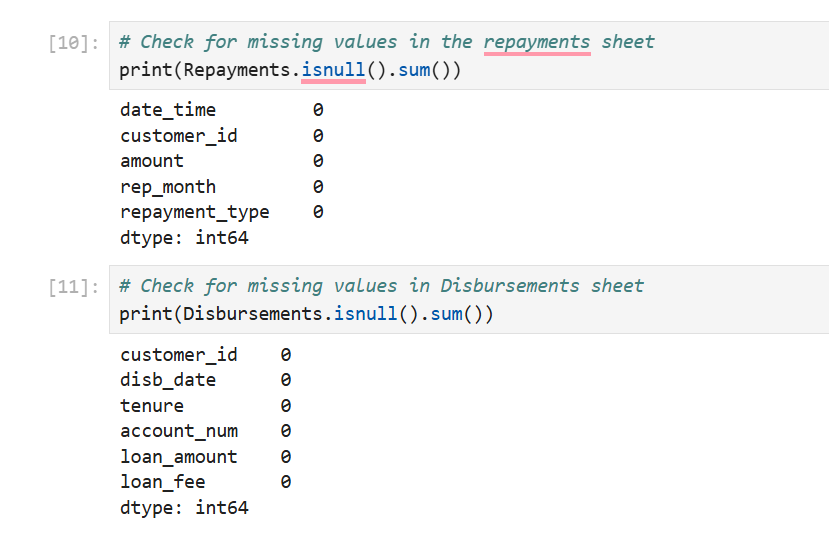 [10]: # Check for missing values in the repayments sheet
print(Repayments.isnull().sum())
date_time 0
customer_id 0
amount 0
rep_month 0
repayment_type 0
dtype: int64
[11]: # Check for missing values in Disbursements sheet
print(Disbursements.isnull().sum())
customer_id 0
disb_date 0
tenure 0
account_num 0
loan_amount 0
loan_fee 0
dtype: int64